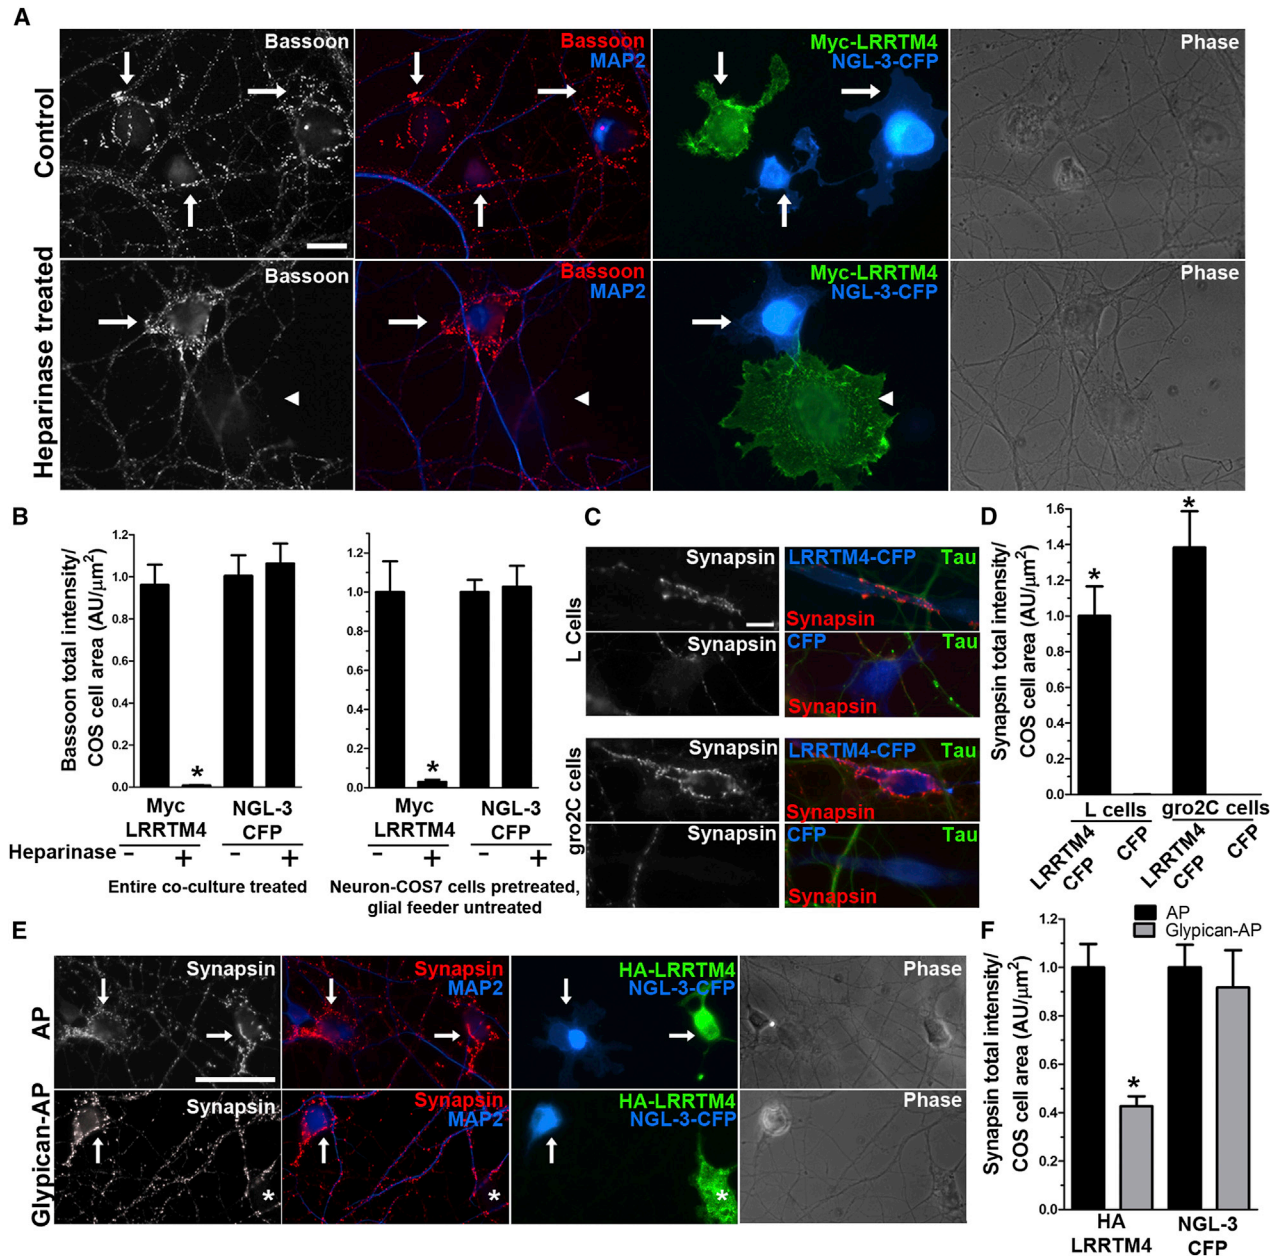 A
Control
Bassoon
Bassoon
MAP2
Myc-LRRTM4
NGL-3-CFP
Phase
Heparinase treated
Bassoon
Bassoon
MAP2
Myc-LRRTM4
NGL-3-CFP
Phase
B
Bassoon total intensity/
COS cell area (AU/µm2)
1.2
1.0
0.8
0.6
0.4
0.2
0.0
*
Myc
LRRTM4
NGL-3
CFP
Heparinase - + - +
Entire co-culture treated
1.2
1.0
0.8
0.6
0.4
0.2
0.0
*
Myc
LRRTM4
NGL-3
CFP
- + - +
Neuron-COS7 cells pretreated,
glial feeder untreated
C
L Cells
Synapsin
LRRTM4-CFP Tau
Synapsin
Synapsin
CFP Tau
Synapsin
gro2C cells
Synapsin
LRRTM4-CFP Tau
Synapsin
Synapsin
CFP Tau
Synapsin
D
Synapsin total intensity/
COS cell area (AU/µm2)
1.6
1.4
1.2
1.0
0.8
0.6
0.4
0.2
0.0
*
*
L cells
gro2C cells
LRRTM4
CFP
CFP
LRRTM4
CFP
CFP
E
AP
Synapsin
Synapsin
MAP2
HA-LRRTM4
NGL-3-CFP
Phase
Glypican-AP
Synapsin
*
Synapsin
MAP2
*
HA-LRRTM4
NGL-3-CFP
*
Phase
F
AP
Glypican-AP
Synapsin total intensity/
COS cell area (AU/µm2)
1.2
1.0
0.8
0.6
0.4
0.2
0.0
*
HA
LRRTM4
NGL-3
CFP